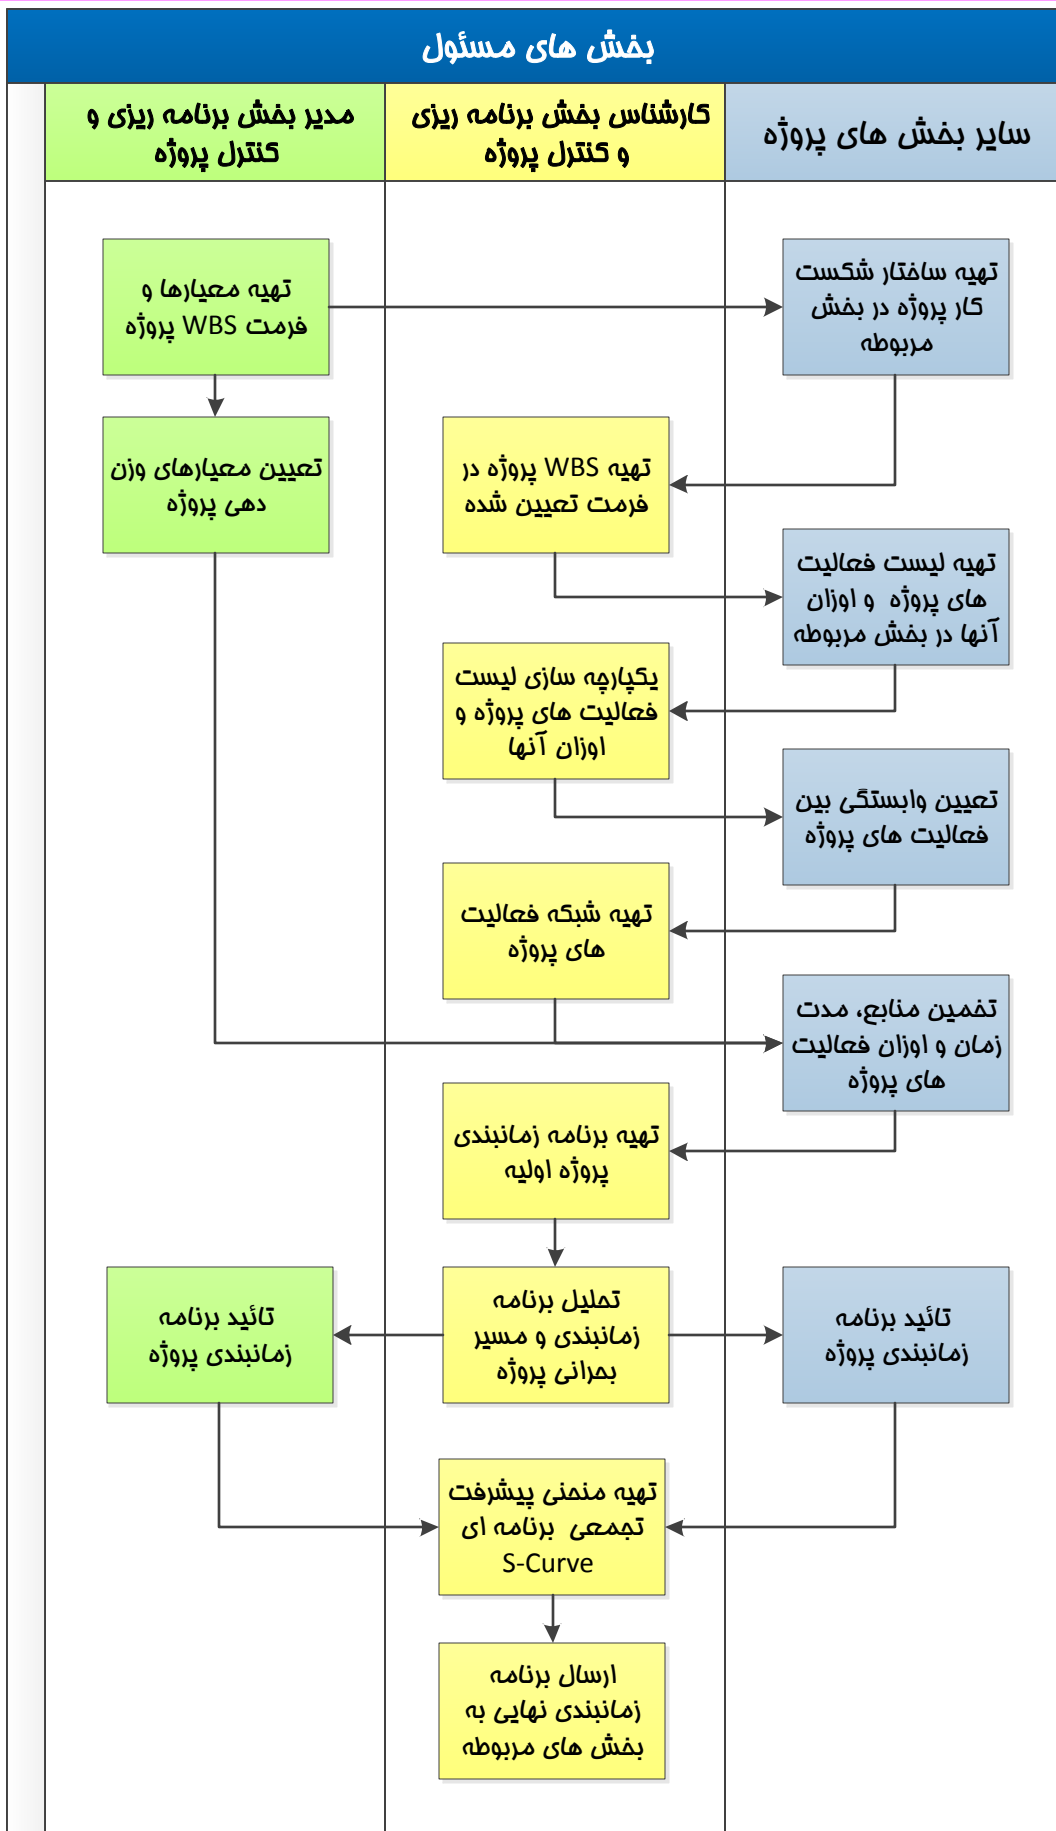 بخش های مسئول
سایر بخش های پروژه
کارشناس بخش برنامه ریزی
و کنترل پروژه
مدیر بخش برنامه ریزی و
کنترل پروژه
تهیه معیارها و
فرمت WBS پروژه
تهیه ساختار شکست
کار پروژه در بخش
مربوطه
تعیین معیارهای وزن
دهی پروژه
تهیه WBS پروژه در
فرمت تعیین شده
تهیه لیست فعالیت
های پروژه و اوزان
آنها در بخش مربوطه
یکپارچه سازی لیست
فعالیت های پروژه و
اوزان آنها
تعیین وابستگی بین
فعالیت های پروژه
تهیه شبکه فعالیت
های پروژه
تخمین منابع، مدت
زمان و اوزان فعالیت
های پروژه
تهیه برنامه زمانبندی
پروژه اولیه
تحلیل برنامه
زمانبندی و مسیر
بحرانی پروژه
تائید برنامه
زمانبندی پروژه
تائید برنامه
زمانبندی پروژه
تهیه منحنی پیشرفت
تجمعی برنامه ای
S-Curve
ارسال برنامه
زمانبندی نهایی به
بخش های مربوطه